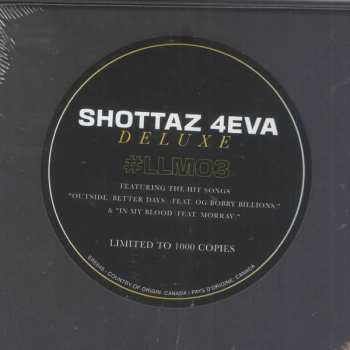 SHOTTAZ 4EVA
DELUXE
#LLMO3
FEATURING THE HIT SONGS
"OUTSIDE (BETTER DAYS) [FEAT. OG BOBBY BILLIONS]"
& "IN MY BLOOD [FEAT. MORRAY]"
LIMITED TO 1000 COPIES
COUNTRY OF ORIGIN: CANADA / PAYS D'ORIGINE: CANADA